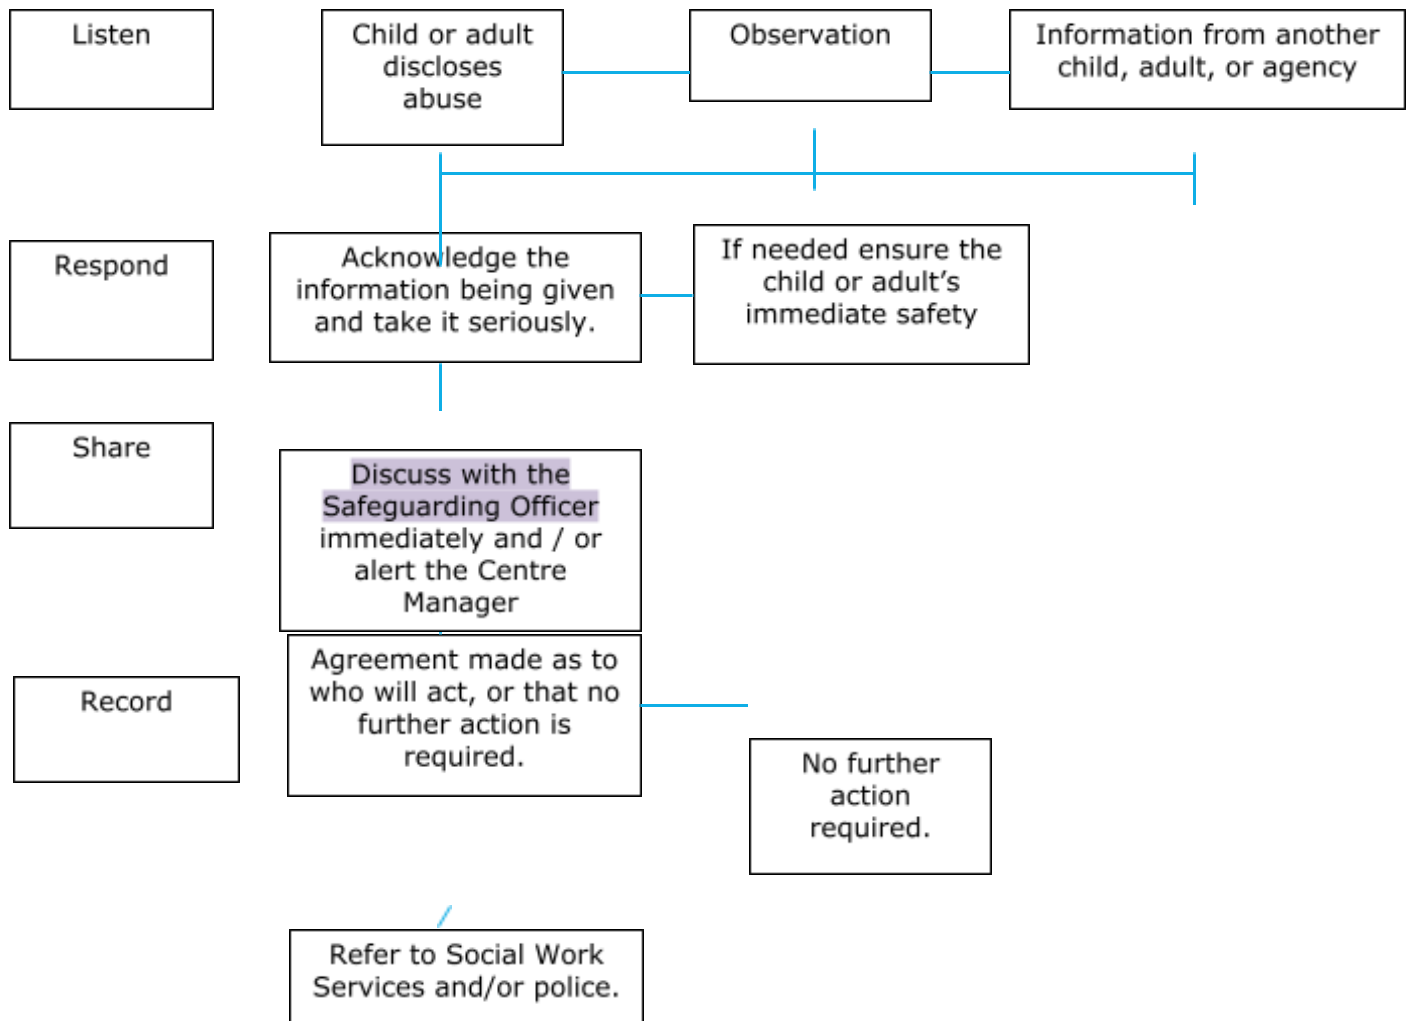 Listen
Child or adult
discloses
abuse
Observation
Information from another
child, adult, or agency
Respond
Acknowledge the
information being given
and take it seriously.
If needed ensure the
child or adult’s
immediate safety
Share
Discuss with the
Safeguarding Officer
immediately and / or
alert the Centre
Manager
Record
Agreement made as to
who will act, or that no
further action is
required.
No further
action
required.
Refer to Social Work
Services and/or police.